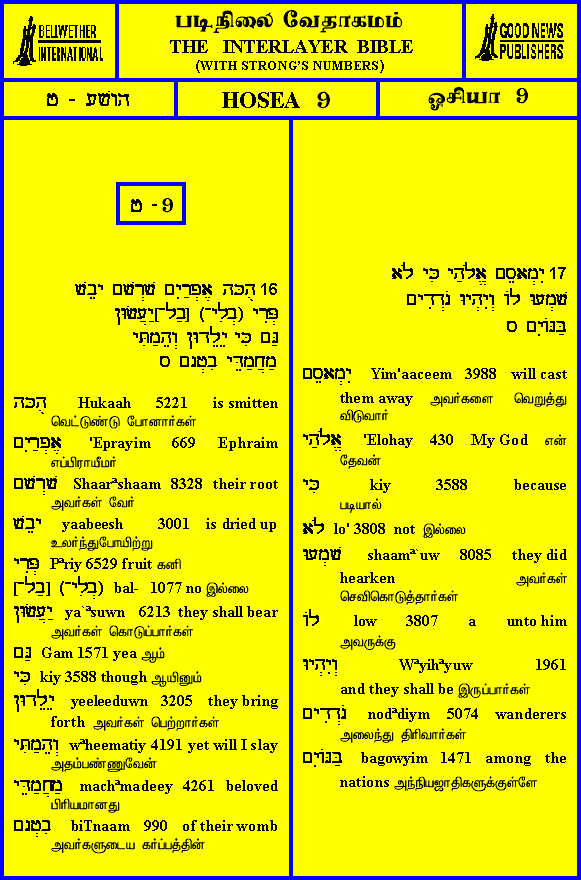 BELLWETHER
INTERNATIONAL
படிநிலை வேதாகமம்
THE INTERLAYER BIBLE
(WITH STRONG'S NUMBERS)
GOOD NEWS
PUBLISHERS
הושע - ט
HOSEA 9
ஓசியா 9
ט - 9
16 הֻכָּה אֶפְרַיִם שָׁרְשָׁם יָבֵשׁ
פְּרִי (בְלִי־) [בַל־]יַעֲשׂוּן
גַּם כִּי יֵלֵדוּן וְהֵמַתִּי
מַחֲמַדֵּי בִטְנָם ס
הֻכָּה Hukaah 5221 is smitten
வெட்டுண்டு போனார்கள்
אֶפְרַיִם 'Eprayim 669 Ephraim
எப்பிராயீமர்
שָׁרְשָׁם Shaarªshaam 8328 their root
அவர்கள் வேர்
יָבֵשׁ yaabeesh 3001 is dried up
உலர்ந்துபோயிற்று
פְּרִי Pªriy 6529 fruit கனி
(בְלִי־) [בַל־] bal- 1077 no இல்லை
יַעֲשׂוּן ya`ªsuwn 6213 they shall bear
அவர்கள் கொடுப்பார்கள்
גַּם Gam 1571 yea ஆம்
כִּי kiy 3588 though ஆயினும்
יֵלֵדוּן yeeleeduwn 3205 they bring
forth அவர்கள் பெற்றார்கள்
וְהֵמַתִּי wªheematiy 4191 yet will I slay
அதம்பண்ணுவேன்
מַחֲמַדֵּי machªmadeey 4261 beloved
பிரியமானது
בִטְנָם biTnaam 990 of their womb
அவர்களுடைய கர்ப்பத்தின்
17 יִמְאָסֵם אֱלֹהַי כִּי לֹא
שָׁמְעוּ לוֹ וְיִהְיוּ נֹדְדִים
בַּגּוֹיִם ס
יִמְאָסֵם Yim'aaceem 3988 will cast
them away அவர்களை வெறுத்து
விடுவார்
אֱלֹהַי 'Elohay 430 My God என்
தேவன்
כִּי kiy 3588 because
படியால்
לֹא lo' 3808 not இல்லை
שָׁמְעוּ shaamª`uw 8085 they did
hearken அவர்கள்
செவிகொடுத்தார்கள்
לוֹ low 3807 a unto him
அவருக்கு
וְיִהְיוּ Wªyihªyuw 1961
and they shall be இருப்பார்கள்
נֹדְדִים nodªdiym 5074 wanderers
அலைந்து திரிவார்கள்
בַּגּוֹיִם bagowyim 1471 among the
nations அந்நியஜாதிகளுக்குள்ளே